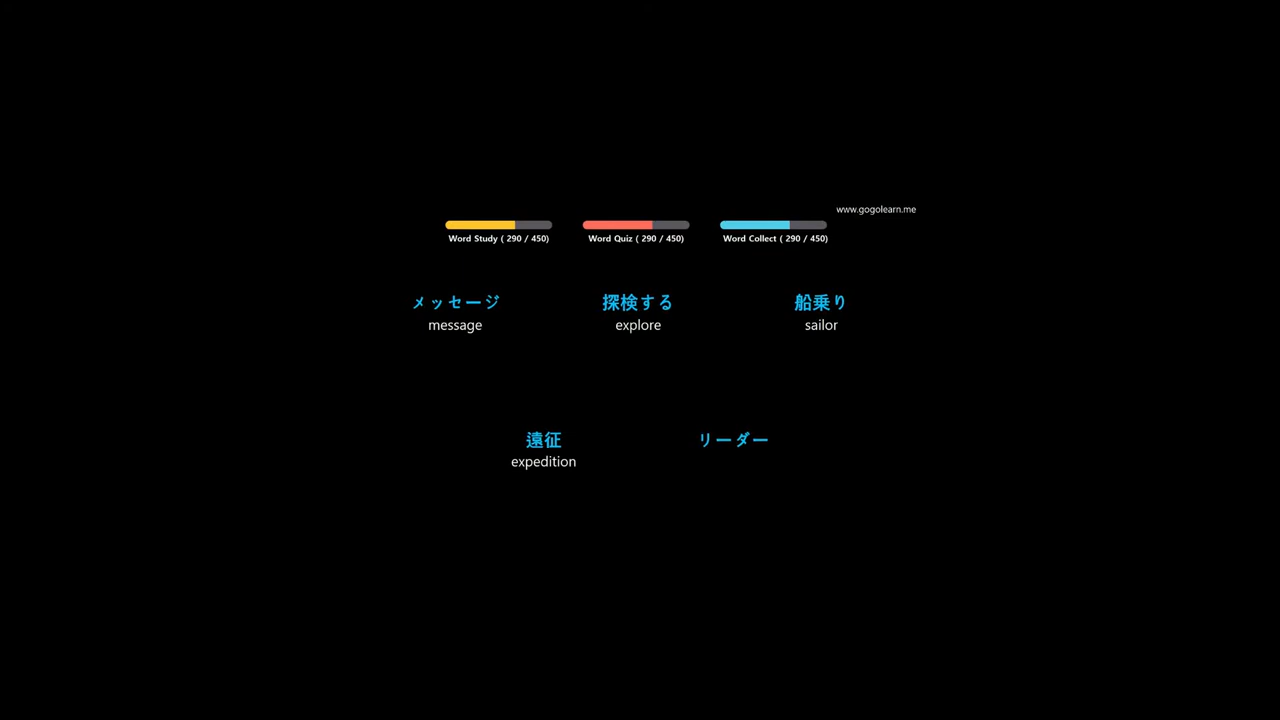 www.gogolearn.me
Word Study ( 290 / 450)
Word Quiz ( 290 / 450)
Word Collect ( 290 / 450)
メッセージ
message
探検する
explore
船乗り
sailor
遠征
expedition
リーダー